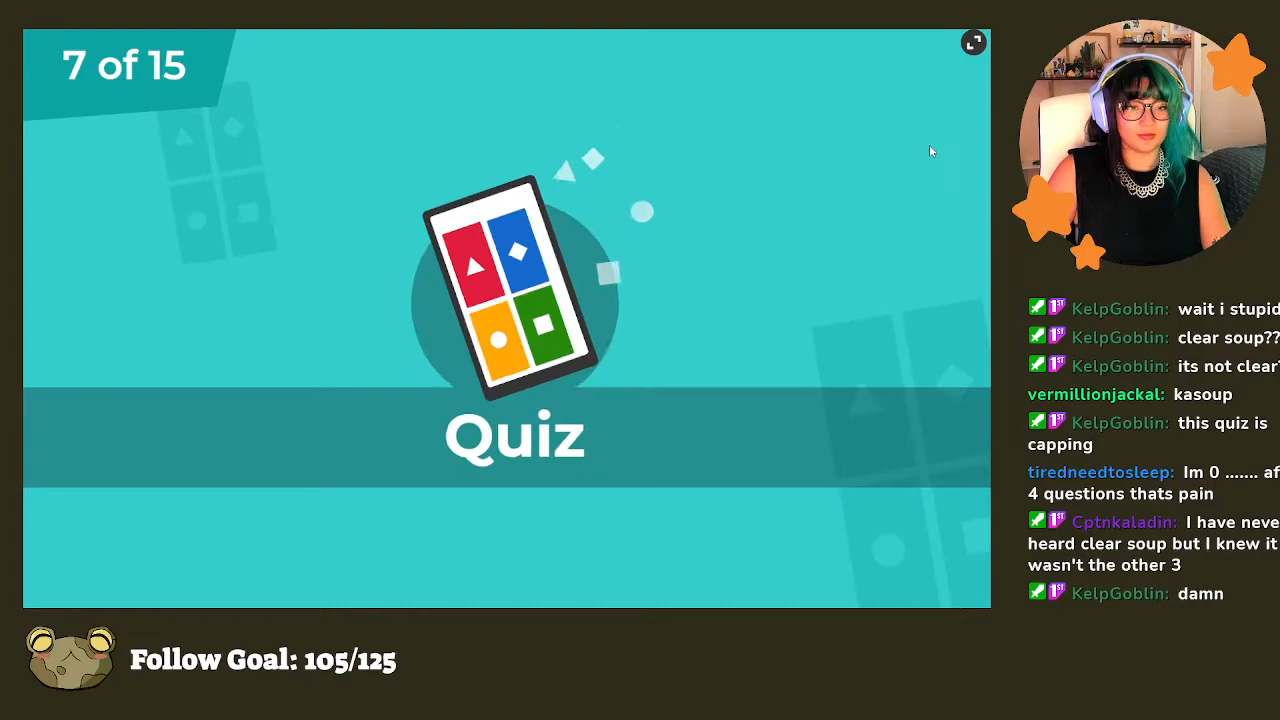 7 of 15
Quiz
KelpGoblin: wait i stupid
KelpGoblin: clear soup??
KelpGoblin: its not clear
vermillionjackal: kasoup
KelpGoblin: this quiz is
capping
tiredneedtosleep: Im 0 ....... af
4 questions thats pain
Cptnkaladin: I have neve
heard clear soup but I knew it
wasn't the other 3
KelpGoblin: damn
Follow Goal: 105/125